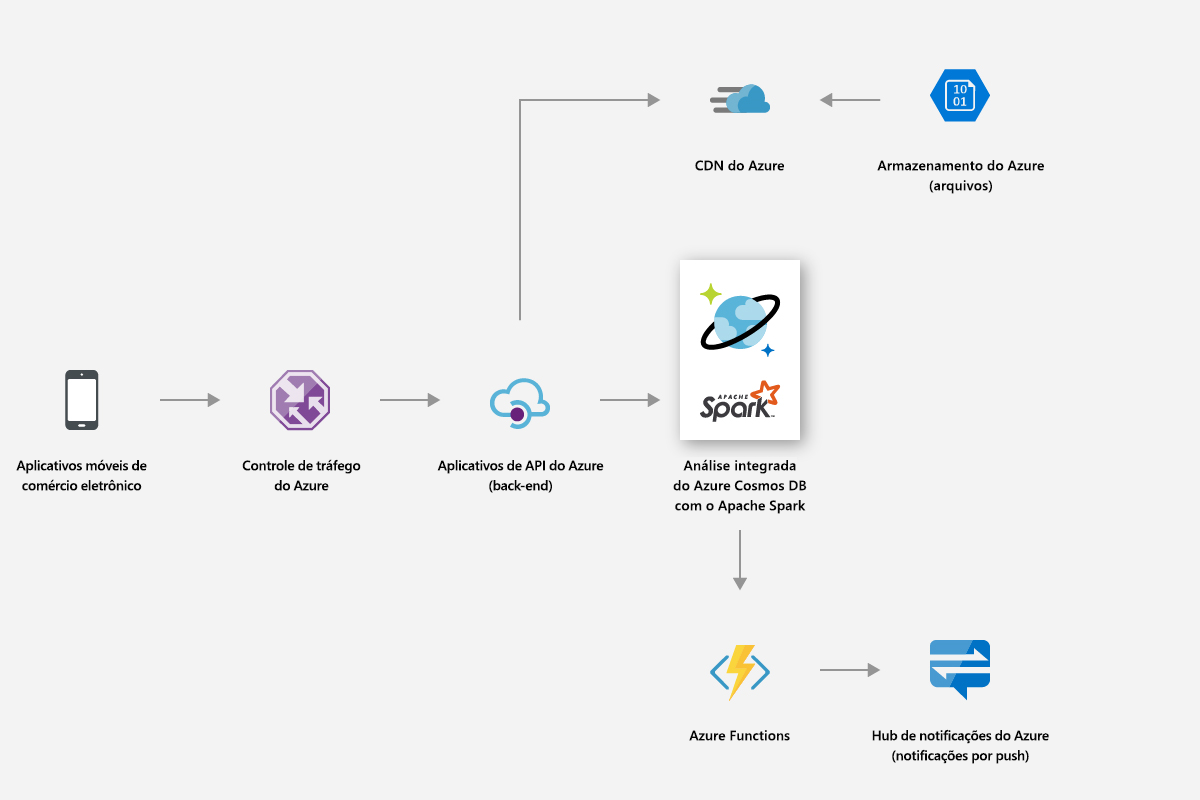 10
01
CDN do Azure
Armazenamento do Azure
(arquivos)
APACHE
Spark™
Aplicativos móveis de
comércio eletrônico
Controle de tráfego
do Azure
Aplicativos de API do Azure
(back-end)
Análise integrada
do Azure Cosmos DB
com o Apache Spark
Azure Functions
Hub de notificações do Azure
(notificações por push)